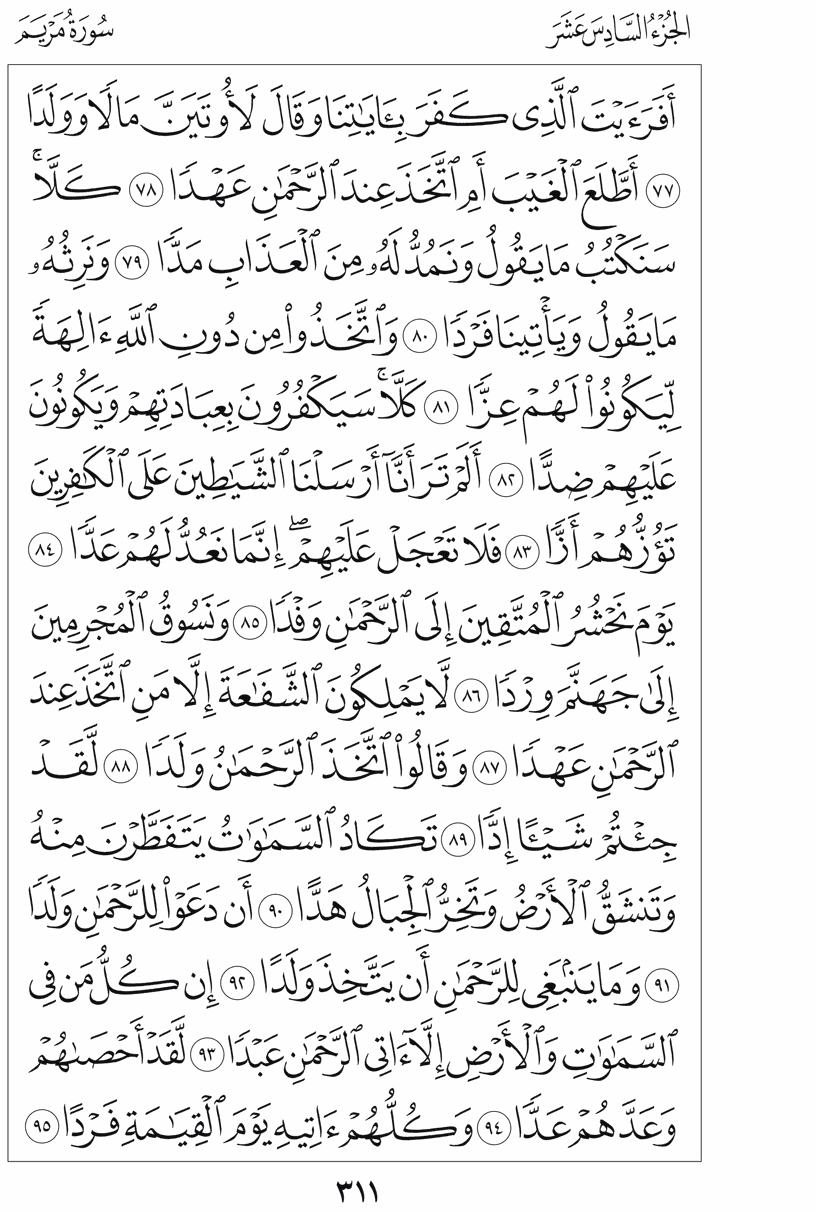 الجُزْءُ السَّادِسَ عَشَرَ
سُورَةُ مَرْيَمَ
أَفَرَءَيْتَ ٱلَّذِى كَفَرَ بِـَٔايَٰتِنَا وَقَالَ لَأُوتَيَنَّ مَالًا وَوَلَدًا
٧٧ أَطَّلَعَ ٱلْغَيْبَ أَمِ ٱتَّخَذَ عِندَ ٱلرَّحْمَٰنِ عَهْدًا ٧٨ كَلَّا ۚ
سَنَكْتُبُ مَا يَقُولُ وَنَمُدُّ لَهُۥ مِنَ ٱلْعَذَابِ مَدًّا ٧٩ وَنَرِثُهُۥ
مَا يَقُولُ وَيَأْتِينَا فَرْدًا ٨٠ وَٱتَّخَذُوا۟ مِن دُونِ ٱللَّهِ ءَالِهَةً
لِّيَكُونُوا۟ لَهُمْ عِزًّا ٨١ كَلَّا ۚ سَيَكْفُرُونَ بِعِبَادَتِهِمْ وَيَكُونُونَ
عَلَيْهِمْ ضِدًّا ٨٢ أَلَمْ تَرَ أَنَّآ أَرْسَلْنَا ٱلشَّيَٰطِينَ عَلَى ٱلْكَٰفِرِينَ
تَؤُزُّهُمْ أَزًّا ٨٣ فَلَا تَعْجَلْ عَلَيْهِمْ ۖ إِنَّمَا نَعُدُّ لَهُمْ عَدًّا ٨٤
يَوْمَ نَحْشُرُ ٱلْمُتَّقِينَ إِلَى ٱلرَّحْمَٰنِ وَفْدًا ٨٥ وَنَسُوقُ ٱلْمُجْرِمِينَ
إِلَىٰ جَهَنَّمَ وِرْدًا ٨٦ لَّا يَمْلِكُونَ ٱلشَّفَٰعَةَ إِلَّا مَنِ ٱتَّخَذَ عِندَ
ٱلرَّحْمَٰنِ عَهْدًا ٨٧ وَقَالُوا۟ ٱتَّخَذَ ٱلرَّحْمَٰنُ وَلَدًا ٨٨ لَّقَدْ
جِئْتُمْ شَيْـًٔا إِدًّا ٨٩ تَكَادُ ٱلسَّمَٰوَٰتُ يَتَفَطَّرْنَ مِنْهُ
وَتَنشَقُّ ٱلْأَرْضُ وَتَخِرُّ ٱلْجِبَالُ هَدًّا ٩٠ أَن دَعَوْا۟ لِلرَّحْمَٰنِ وَلَدًا
٩١ وَمَا يَنۢبَغِى لِلرَّحْمَٰنِ أَن يَتَّخِذَ وَلَدًا ٩٢ إِن كُلُّ مَن فِى
ٱلسَّمَٰوَٰتِ وَٱلْأَرْضِ إِلَّآ ءَاتِى ٱلرَّحْمَٰنِ عَبْدًا ٩٣ لَّقَدْ أَحْصَىٰهُمْ
وَعَدَّهُمْ عَدًّا ٩٤ وَكُلُّهُمْ ءَاتِيهِ يَوْمَ ٱلْقِيَٰمَةِ فَرْدًا ٩٥
٣١١